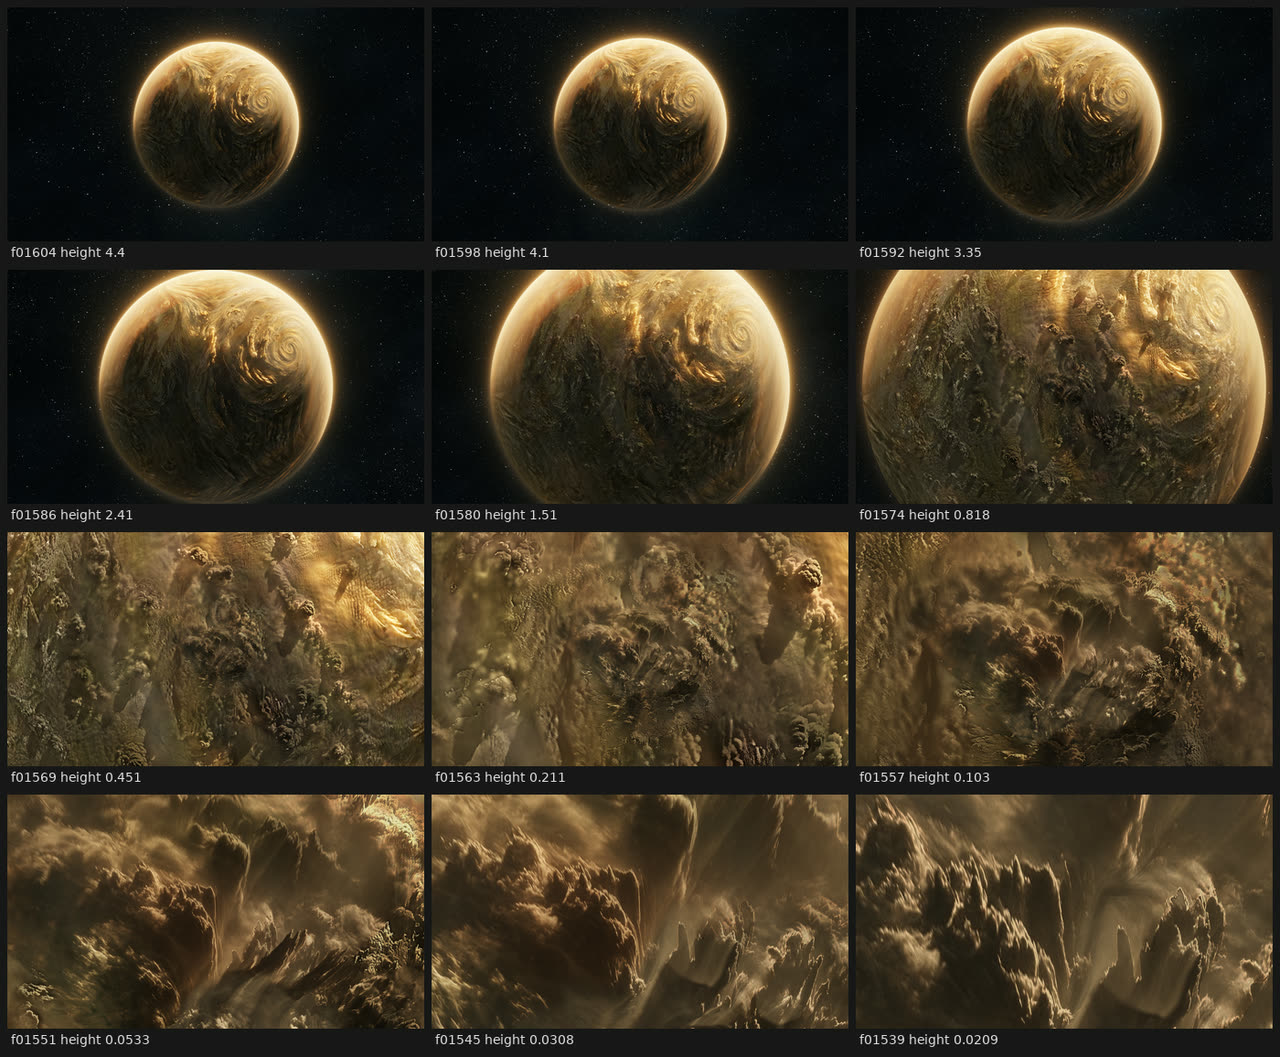 f01604 height 4.4
f01598 height 4.1
f01592 height 3.35
f01586 height 2.41
f01580 height 1.51
f01574 height 0.818
f01569 height 0.451
f01563 height 0.211
f01557 height 0.103
f01551 height 0.0533
f01545 height 0.0308
f01539 height 0.0209